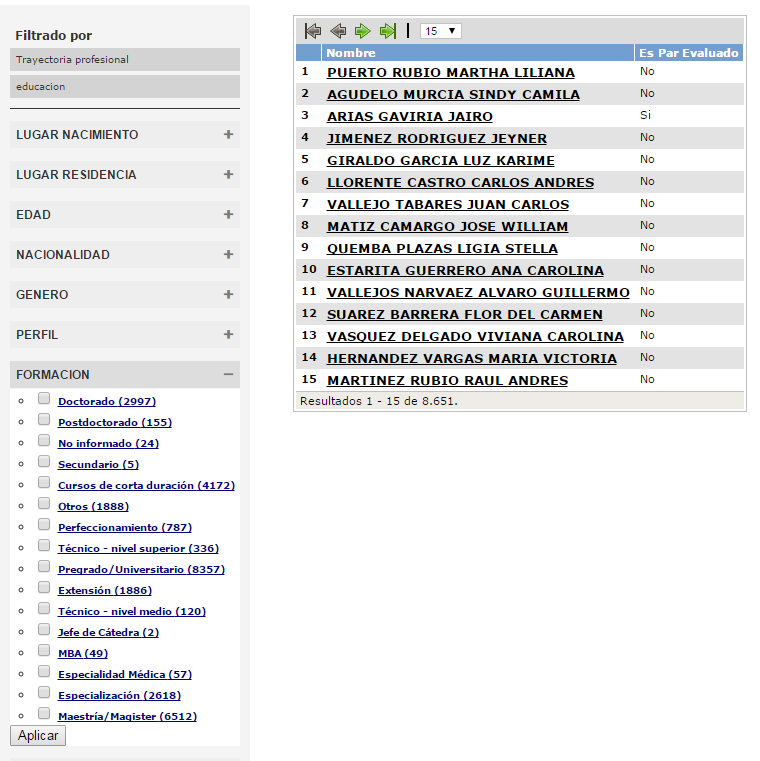 Filtrado por
Trayectoria profesional
educacion
LUGAR NACIMIENTO +
LUGAR RESIDENCIA +
EDAD +
NACIONALIDAD +
GENERO +
PERFIL +
FORMACION −
Doctorado (2997)
Postdoctorado (155)
No informado (24)
Secundario (5)
Cursos de corta duración (4172)
Otros (1888)
Perfeccionamiento (787)
Técnico - nivel superior (336)
Pregrado/Universitario (8357)
Extensión (1886)
Técnico - nivel medio (120)
Jefe de Cátedra (2)
MBA (49)
Especialidad Médica (57)
Especialización (2618)
Maestría/Magister (6512)
Aplicar
15
Nombre Es Par Evaluado
1 PUERTO RUBIO MARTHA LILIANA No
2 AGUDELO MURCIA SINDY CAMILA No
3 ARIAS GAVIRIA JAIRO Si
4 JIMENEZ RODRIGUEZ JEYNER No
5 GIRALDO GARCIA LUZ KARIME No
6 LLORENTE CASTRO CARLOS ANDRES No
7 VALLEJO TABARES JUAN CARLOS No
8 MATIZ CAMARGO JOSE WILLIAM No
9 QUEMBA PLAZAS LIGIA STELLA No
10 ESTARITA GUERRERO ANA CAROLINA No
11 VALLEJOS NARVAEZ ALVARO GUILLERMO No
12 SUAREZ BARRERA FLOR DEL CARMEN No
13 VASQUEZ DELGADO VIVIANA CAROLINA No
14 HERNANDEZ VARGAS MARIA VICTORIA No
15 MARTINEZ RUBIO RAUL ANDRES No
Resultados 1 - 15 de 8.651.